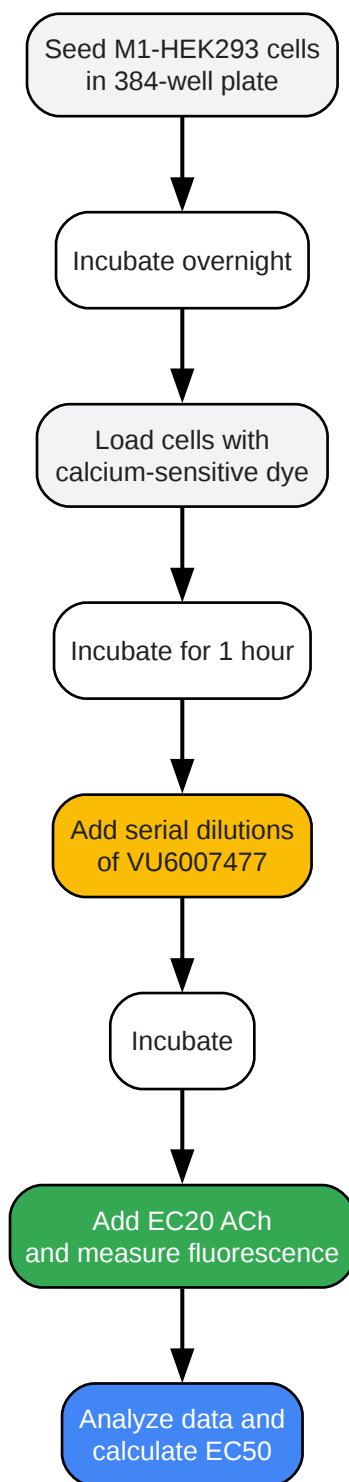 Seed M1-HEK293 cells
in 384-well plate
Incubate overnight
Load cells with
calcium-sensitive dye
Incubate for 1 hour
Add serial dilutions
of VU6007477
Incubate
Add EC20 ACh
and measure fluorescence
Analyze data and
calculate EC50